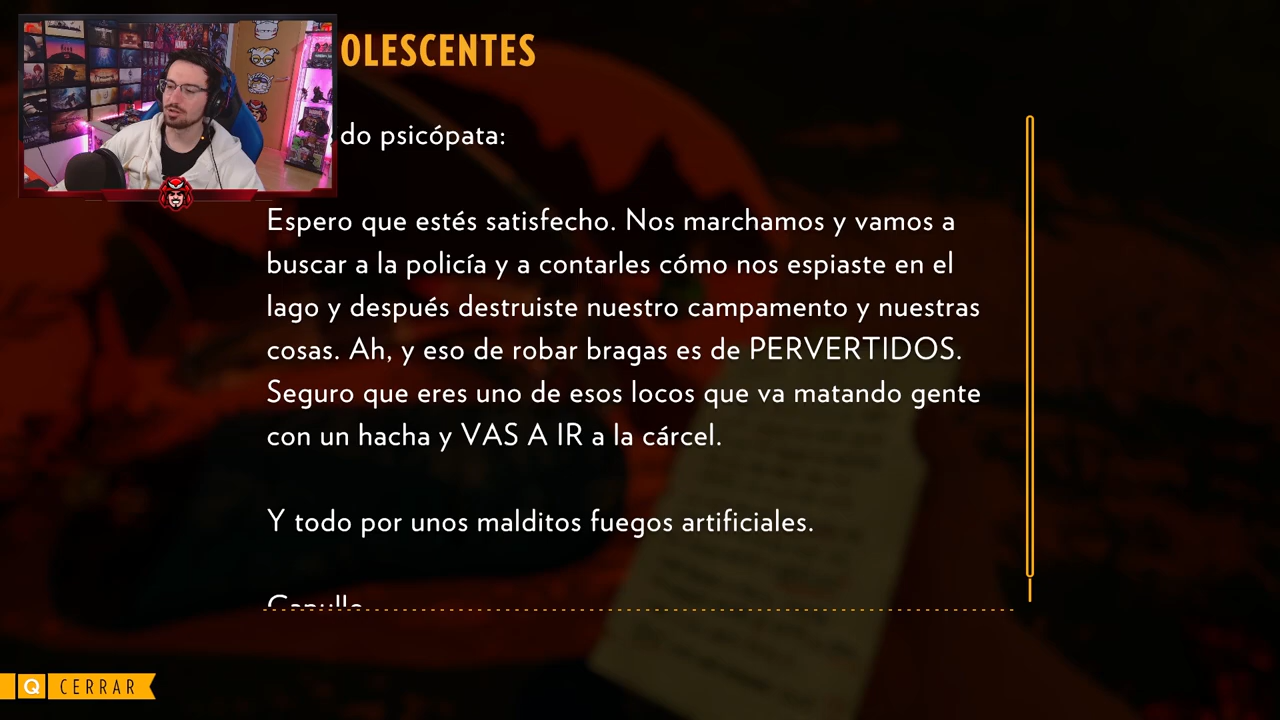 OLESCENTES
do psicópata:
Espero que estés satisfecho. Nos marchamos y vamos a
buscar a la policía y a contarles cómo nos espiaste en el
lago y después destruiste nuestro campamento y nuestras
cosas. Ah, y eso de robar bragas es de PERVERTIDOS.
Seguro que eres uno de esos locos que va matando gente
con un hacha y VAS A IR a la cárcel.
Y todo por unos malditos fuegos artificiales.
Capullo
Q CERRAR